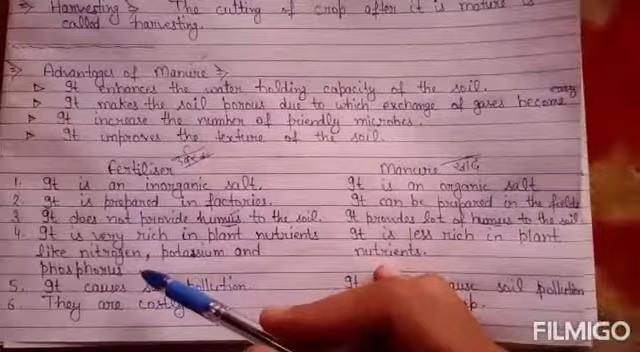 ⇒ Harvesting ⇒ The cutting of crop after it is mature is
called harvesting.
⇒ Advantages of Manure ⇒
▷ It enhances the water holding capacity of the soil.
▷ It makes the soil porous due to which exchange of gases become easy
▷ It increase the number of friendly microbes.
▷ It improves the texture of the soil.
Fertiliser उर्वरक Manure खाद
1. It is an inorganic salt. It is an organic salt
2. It is prepared in factories. It can be prepared in the fields
3. It does not provide humus to the soil. It provides lot of humus to the soil
4. It is very rich in plant nutrients It is less rich in plant
like nitrogen, potassium and nutrients.
phosphorus
5. It causes pollution. It soil pollution
6. They are costly
FILMIGO